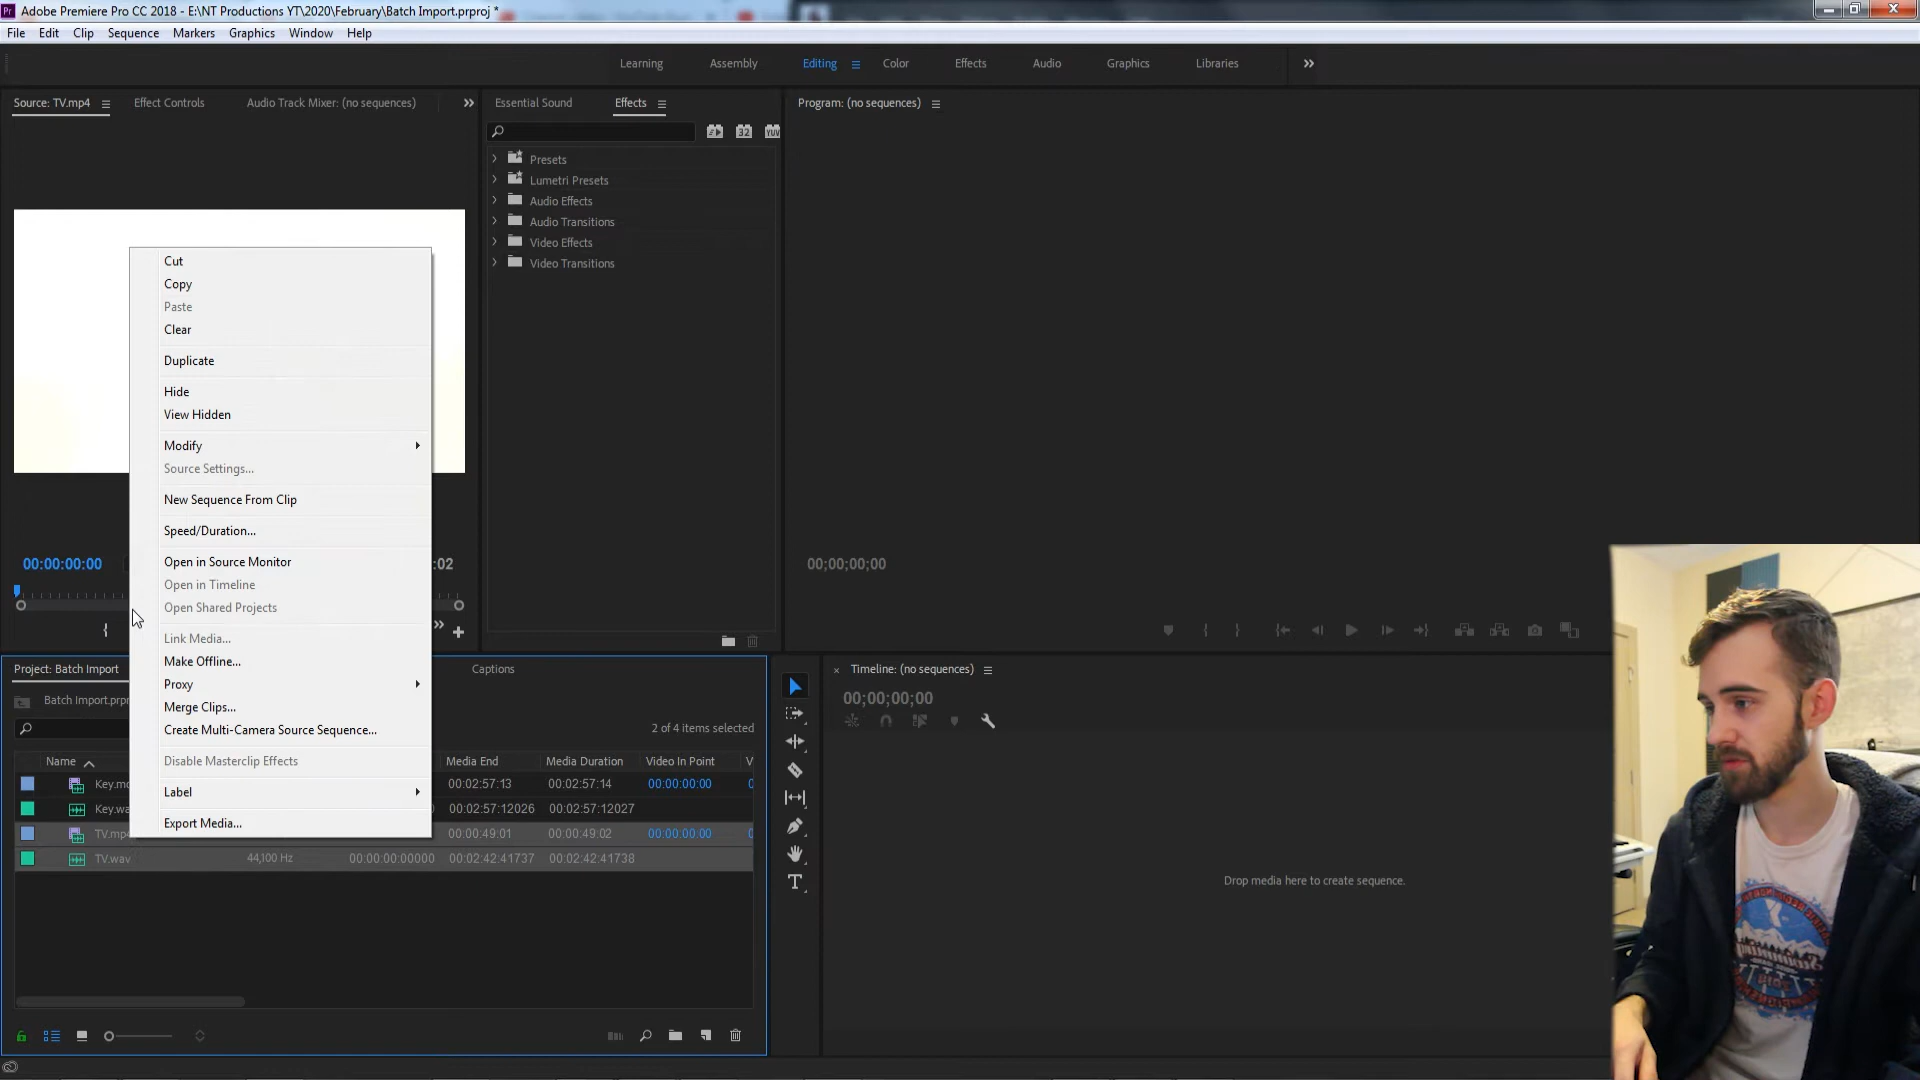 Adobe Premiere Pro CC 2018 - E:\NT Productions YT\2020\February\Batch Import.prproj *
File Edit Clip Sequence Markers Graphics Window Help
Learning Assembly Editing Color Effects Audio Graphics Libraries
Source: TV.mp4 Effect Controls Audio Track Mixer: (no sequences) Essential Sound Effects Program: (no sequences)
32 YUV
Presets
Lumetri Presets
Audio Effects
Audio Transitions
Video Effects
Video Transitions
Cut
Copy
Paste
Clear
Duplicate
Hide
View Hidden
Modify
Source Settings...
New Sequence From Clip
Speed/Duration...
Open in Source Monitor
Open in Timeline
Open Shared Projects
Link Media...
Make Offline...
Proxy
Merge Clips...
Create Multi-Camera Source Sequence...
Disable Masterclip Effects
Label
Export Media...
00:00:00:00 :02 00;00;00;00
Project: Batch Import Captions Timeline: (no sequences)
Batch Import.prpr 00;00;00;00
2 of 4 items selected
Name Media End Media Duration Video In Point V
Key.mo 00:02:57:13 00:02:57:14 00:00:00:00
Key.wa 00:02:57:12026 00:02:57:12027
TV.mp4 00:00:49:01 00:00:49:02 00:00:00:00
TV.wav 44,100 Hz 00:00:00:00000 00:02:42:41737 00:02:42:41738
Drop media here to create sequence.